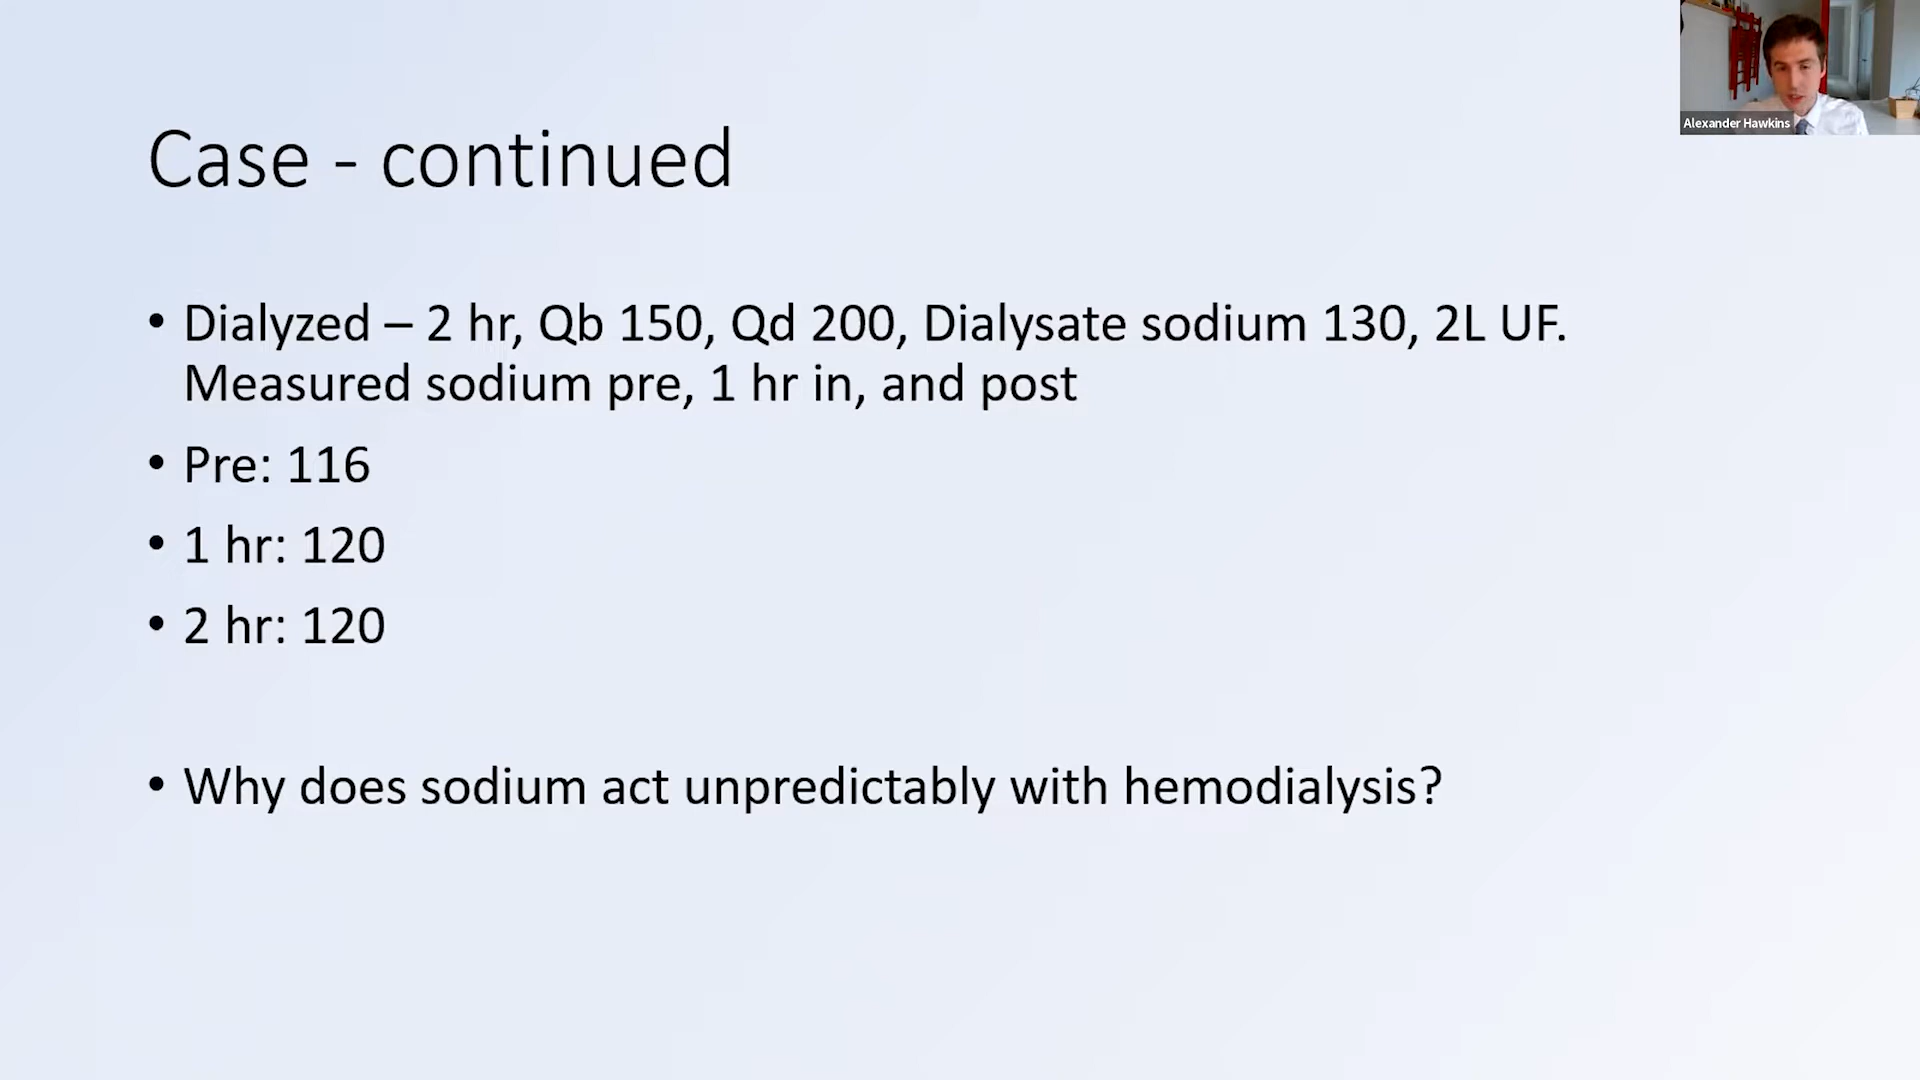 Alexander Hawkins
Case - continued
• Dialyzed – 2 hr, Qb 150, Qd 200, Dialysate sodium 130, 2L UF.
Measured sodium pre, 1 hr in, and post
• Pre: 116
• 1 hr: 120
• 2 hr: 120
• Why does sodium act unpredictably with hemodialysis?